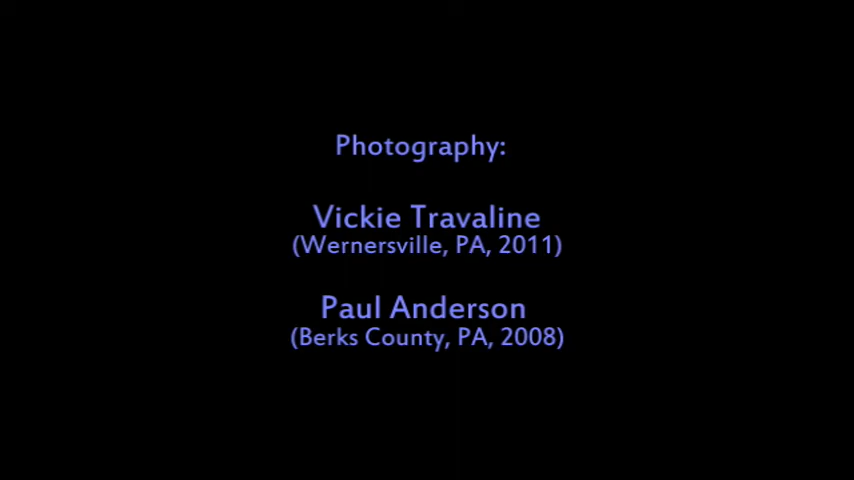 Photography:
Vickie Travaline
(Wernersville, PA, 2011)
Paul Anderson
(Berks County, PA, 2008)